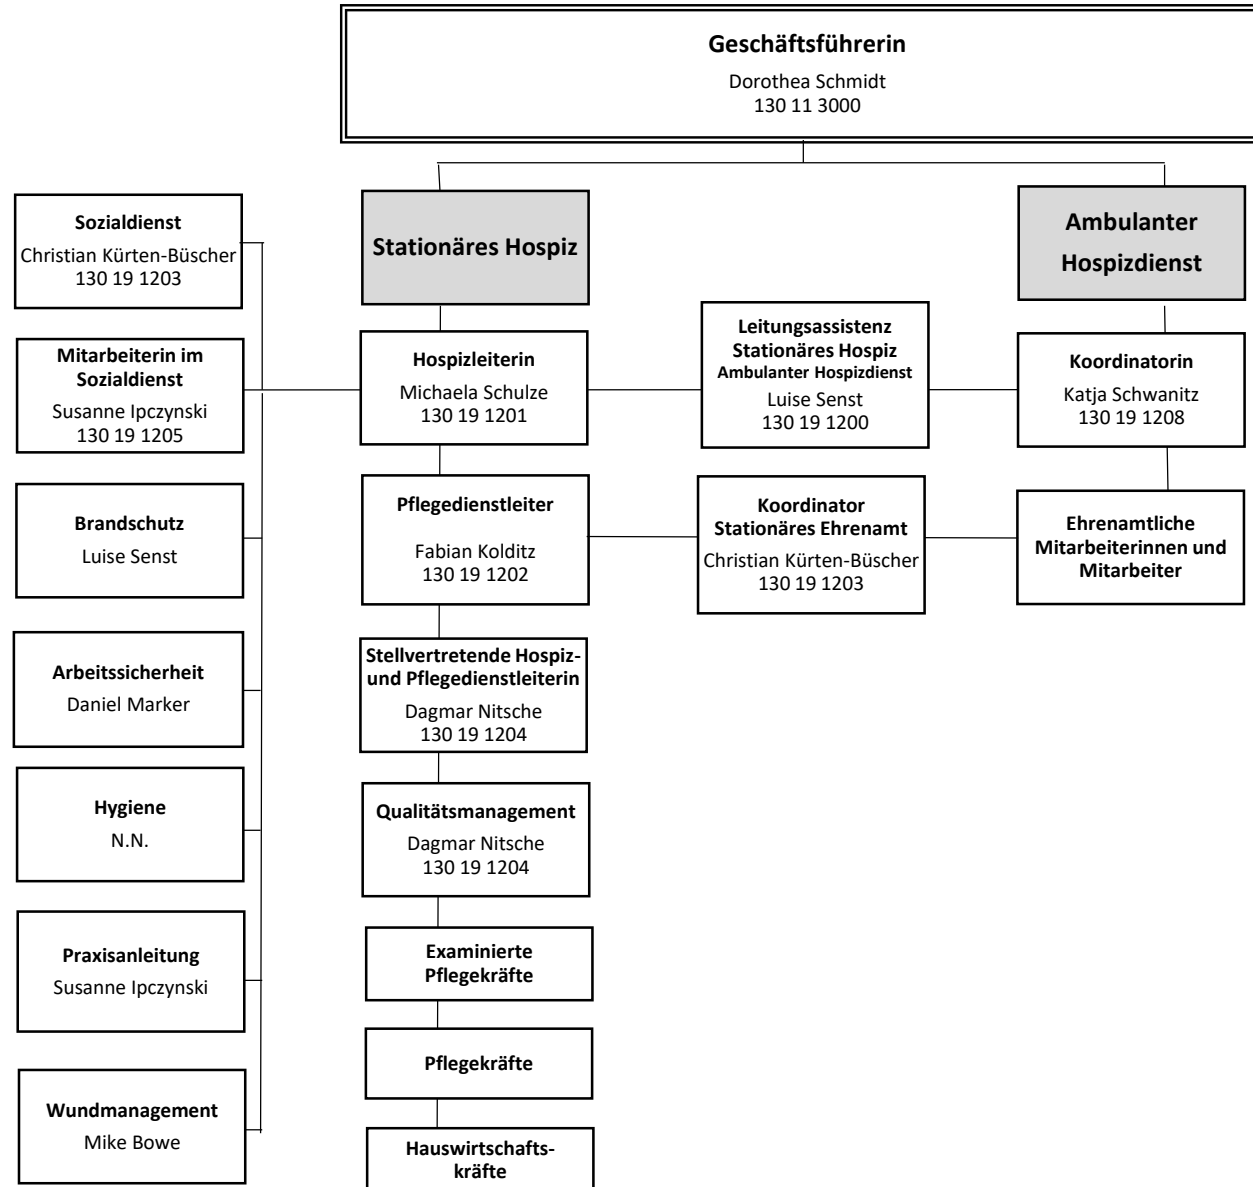 Geschäftsführerin
Dorothea Schmidt
130 11 3000
Stationäres Hospiz
Ambulanter
Hospizdienst
Sozialdienst
Christian Kürten-Büscher
130 19 1203
Mitarbeiterin im
Sozialdienst
Susanne Ipczynski
130 19 1205
Brandschutz
Luise Senst
Arbeitssicherheit
Daniel Marker
Hygiene
N.N.
Praxisanleitung
Susanne Ipczynski
Wundmanagement
Mike Bowe
Hospizleiterin
Michaela Schulze
130 19 1201
Pflegedienstleiter
Fabian Kolditz
130 19 1202
Stellvertretende Hospiz-
und Pflegedienstleiterin
Dagmar Nitsche
130 19 1204
Qualitätsmanagement
Dagmar Nitsche
130 19 1204
Examinierte
Pflegekräfte
Pflegekräfte
Hauswirtschafts-
kräfte
Leitungsassistenz
Stationäres Hospiz
Ambulanter Hospizdienst
Luise Senst
130 19 1200
Koordinator
Stationäres Ehrenamt
Christian Kürten-Büscher
130 19 1203
Koordinatorin
Katja Schwanitz
130 19 1208
Ehrenamtliche
Mitarbeiterinnen und
Mitarbeiter